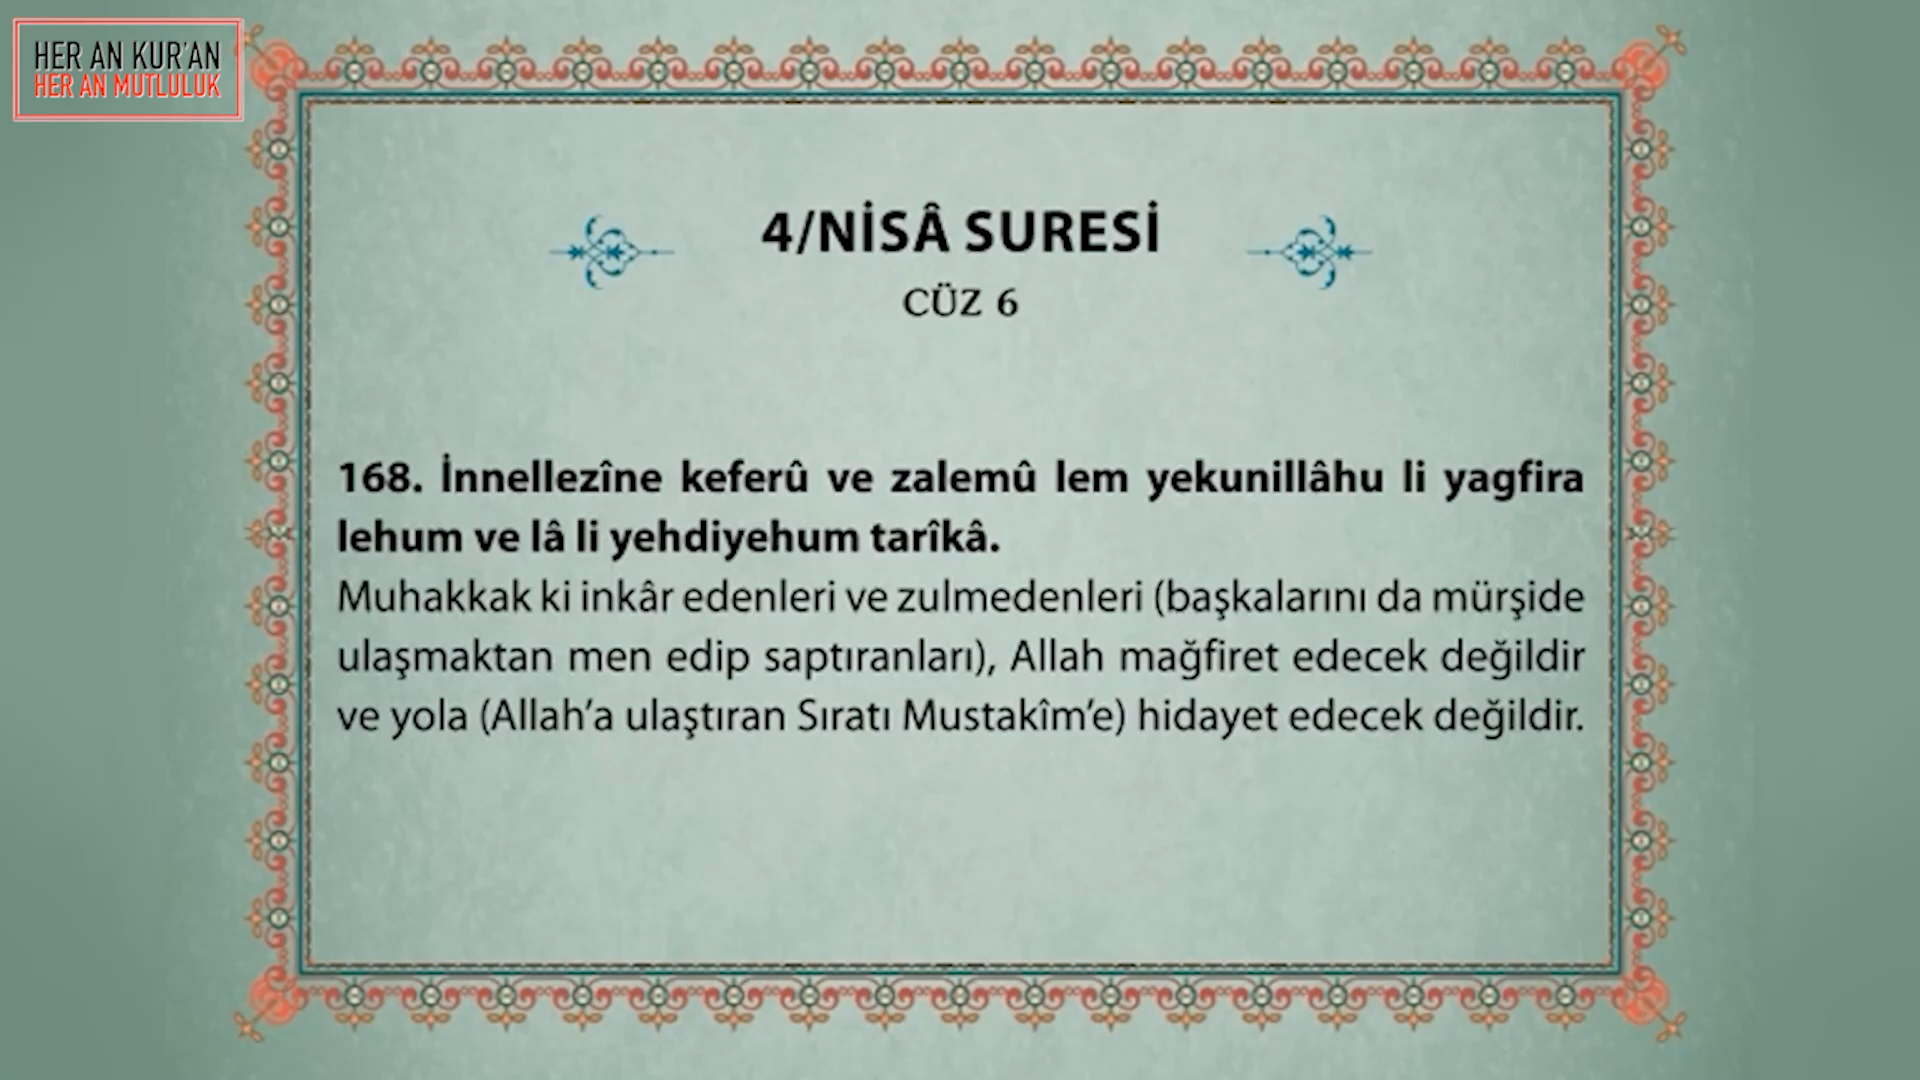 HER AN KUR'AN
HER AN MUTLULUK
4/NİSÂ SURESİ
CÜZ 6
168. İnnellezîne keferû ve zalemû lem yekunillâhu li yagfira
lehum ve lâ li yehdiyehum tarîkâ.
Muhakkak ki inkâr edenleri ve zulmedenleri (başkalarını da mürşide
ulaşmaktan men edip saptıranları), Allah mağfiret edecek değildir
ve yola (Allah’a ulaştıran Sıratı Mustakîm’e) hidayet edecek değildir.